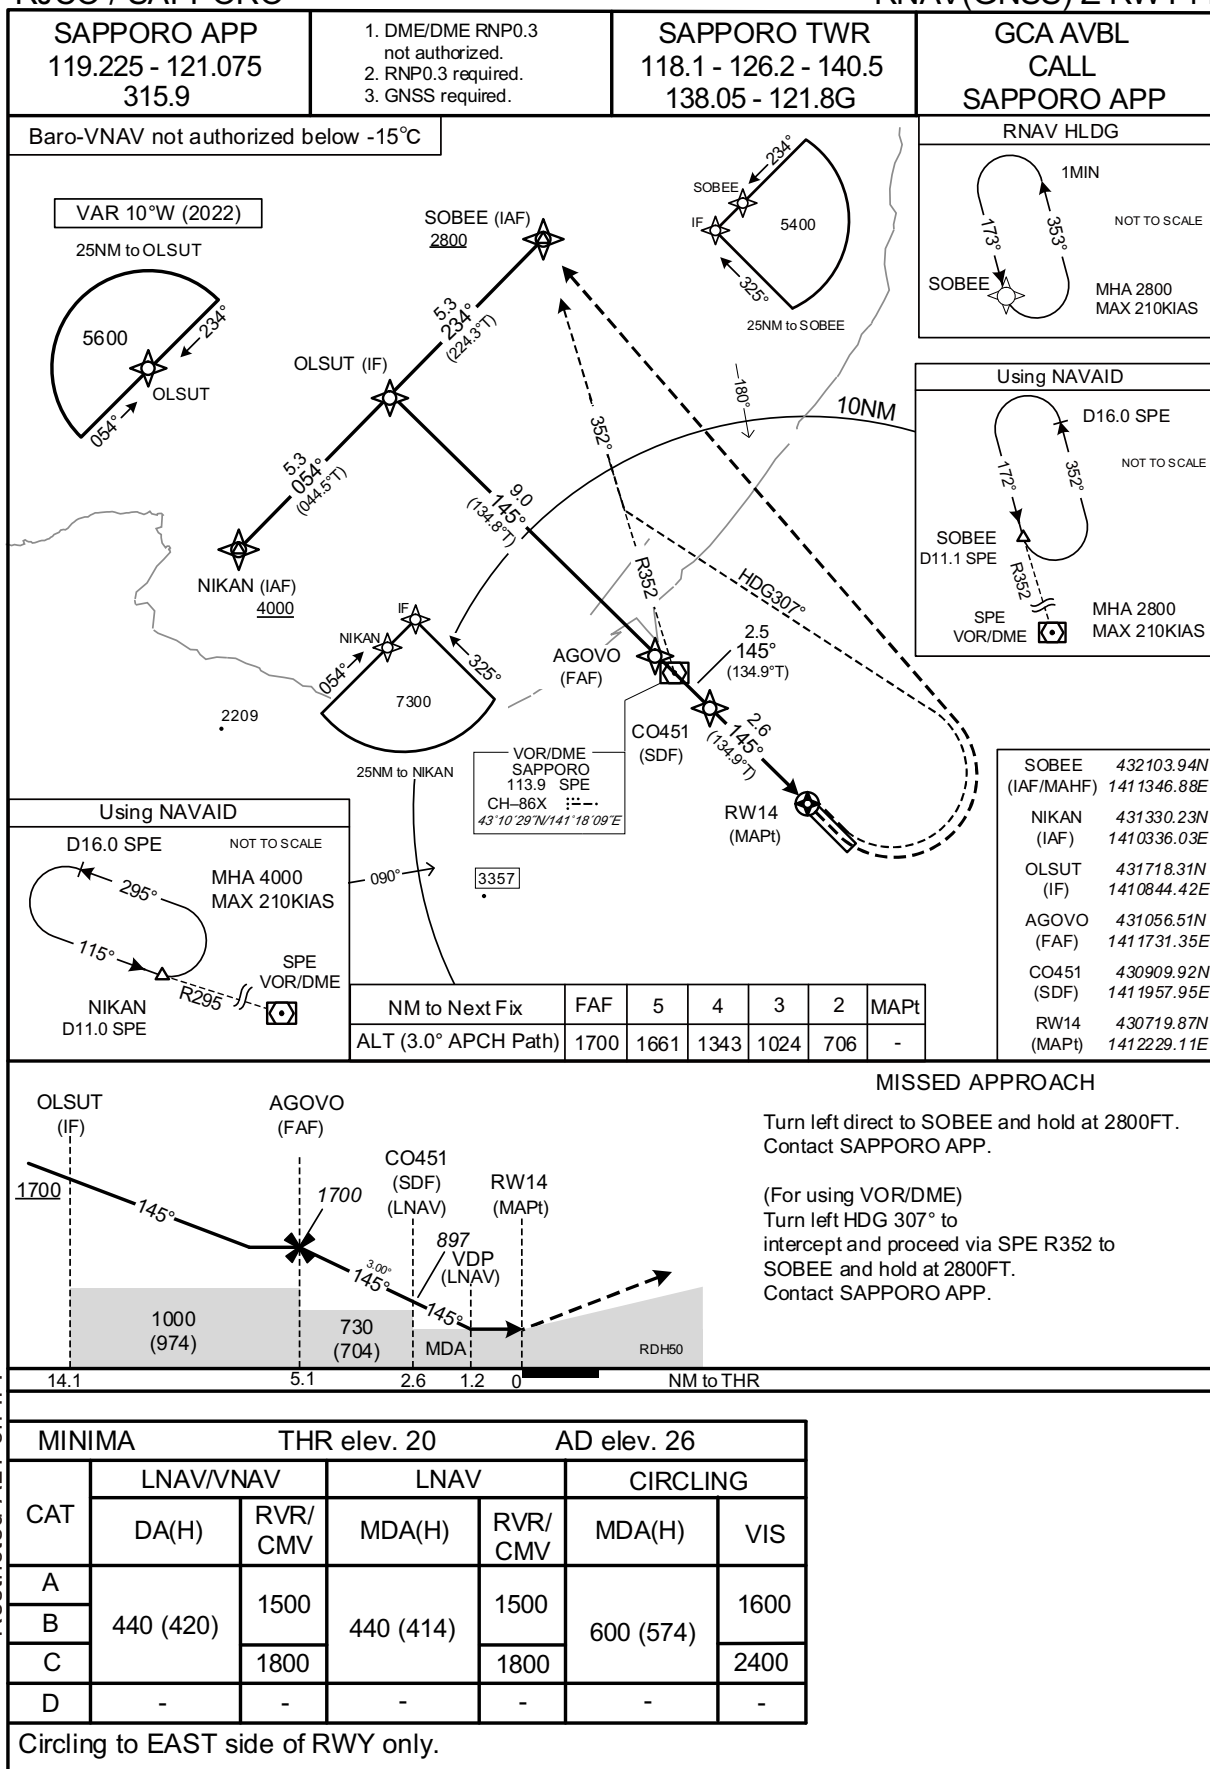 RJCO / SAPPORO
RNAV(GNSS) Z RWY14
SAPPORO APP
119.225 - 121.075
315.9
1. DME/DME RNP0.3
not authorized.
2. RNP0.3 required.
3. GNSS required.
SAPPORO TWR
118.1 - 126.2 - 140.5
138.05 - 121.8G
GCA AVBL
CALL
SAPPORO APP
Baro-VNAV not authorized below -15°C
VAR 10°W (2022)
25NM to OLSUT
5600
234°
OLSUT
054°
SOBEE (IAF)
2800
5.3
234°
(224.3°T)
OLSUT (IF)
5.3
054°
(044.5°T)
NIKAN (IAF)
4000
SOBEE
234°
IF
5400
325°
25NM to SOBEE
RNAV HLDG
1MIN
173°
353°
NOT TO SCALE
SOBEE
MHA 2800
MAX 210KIAS
Using NAVAID
D16.0 SPE
NOT TO SCALE
172°
352°
SOBEE
D11.1 SPE
R352
SPE
VOR/DME
MHA 2800
MAX 210KIAS
180°
10NM
352°
9.0
145°
(134.8°T)
R352
HDG307°
IF
NIKAN
054°
325°
7300
25NM to NIKAN
2209
AGOVO
(FAF)
2.5
145°
(134.9°T)
CO451
(SDF)
2.6
145°
(134.9°T)
RW14
(MAPt)
VOR/DME
SAPPORO
113.9 SPE
CH–86X
43°10'29"N/141°18'09"E
090°
3357
Using NAVAID
D16.0 SPE
NOT TO SCALE
MHA 4000
MAX 210KIAS
295°
115°
R295
SPE
VOR/DME
NIKAN
D11.0 SPE
SOBEE 432103.94N
(IAF/MAHF) 1411346.88E
NIKAN 431330.23N
(IAF) 1410336.03E
OLSUT 431718.31N
(IF) 1410844.42E
AGOVO 431056.51N
(FAF) 1411731.35E
CO451 430909.92N
(SDF) 1411957.95E
RW14 430719.87N
(MAPt) 1412229.11E
NM to Next Fix FAF 5 4 3 2 MAPt
ALT (3.0° APCH Path) 1700 1661 1343 1024 706 -
OLSUT
(IF)
AGOVO
(FAF)
CO451
(SDF)
(LNAV)
RW14
(MAPt)
1700
145°
1700
3.00°
145°
897
VDP
(LNAV)
145°
1000
(974)
730
(704)
MDA
RDH50
14.1 5.1 2.6 1.2 0 NM to THR
MISSED APPROACH
Turn left direct to SOBEE and hold at 2800FT.
Contact SAPPORO APP.
(For using VOR/DME)
Turn left HDG 307° to
intercept and proceed via SPE R352 to
SOBEE and hold at 2800FT.
Contact SAPPORO APP.
MINIMA THR elev. 20 AD elev. 26
CAT LNAV/VNAV LNAV CIRCLING
DA(H) RVR/CMV MDA(H) RVR/CMV MDA(H) VIS
A
B
440 (420) 1500 440 (414) 1500 600 (574) 1600
C 1800 1800 2400
D - - - - - -
Circling to EAST side of RWY only.